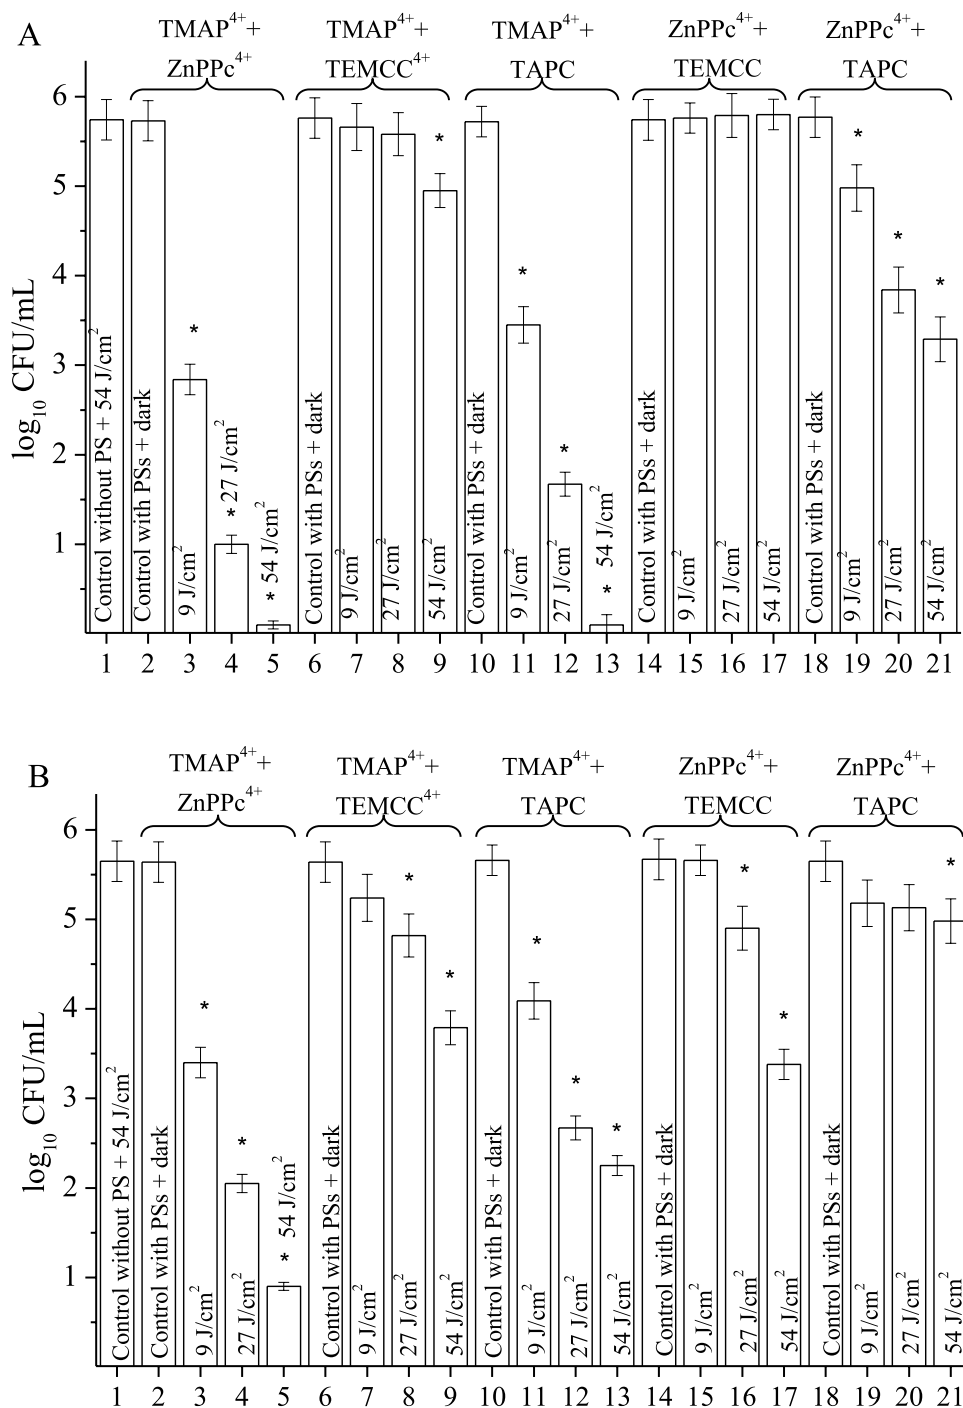 A
TMAP⁴⁺+
ZnPPc⁴⁺
TMAP⁴⁺+
TEMCC⁴⁺
TMAP⁴⁺+
TAPC
ZnPPc⁴⁺+
TEMCC
ZnPPc⁴⁺+
TAPC
log₁₀ CFU/mL
6
5
4
3
2
1
Control without PS + 54 J/cm²
Control with PSs + dark
* 9 J/cm²
* 27 J/cm²
* 54 J/cm²
Control with PSs + dark
9 J/cm²
27 J/cm²
* 54 J/cm²
Control with PSs + dark
* 9 J/cm²
* 27 J/cm²
* 54 J/cm²
Control with PSs + dark
9 J/cm²
27 J/cm²
54 J/cm²
Control with PSs + dark
* 9 J/cm²
* 27 J/cm²
* 54 J/cm²
1 2 3 4 5 6 7 8 9 10 11 12 13 14 15 16 17 18 19 20 21
B
TMAP⁴⁺+
ZnPPc⁴⁺
TMAP⁴⁺+
TEMCC⁴⁺
TMAP⁴⁺+
TAPC
ZnPPc⁴⁺+
TEMCC
ZnPPc⁴⁺+
TAPC
log₁₀ CFU/mL
6
5
4
3
2
1
Control without PS + 54 J/cm²
Control with PSs + dark
* 9 J/cm²
* 27 J/cm²
* 54 J/cm²
Control with PSs + dark
9 J/cm²
* 27 J/cm²
* 54 J/cm²
Control with PSs + dark
* 9 J/cm²
* 27 J/cm²
* 54 J/cm²
Control with PSs + dark
9 J/cm²
* 27 J/cm²
* 54 J/cm²
Control with PSs + dark
9 J/cm²
27 J/cm²
* 54 J/cm²
1 2 3 4 5 6 7 8 9 10 11 12 13 14 15 16 17 18 19 20 21